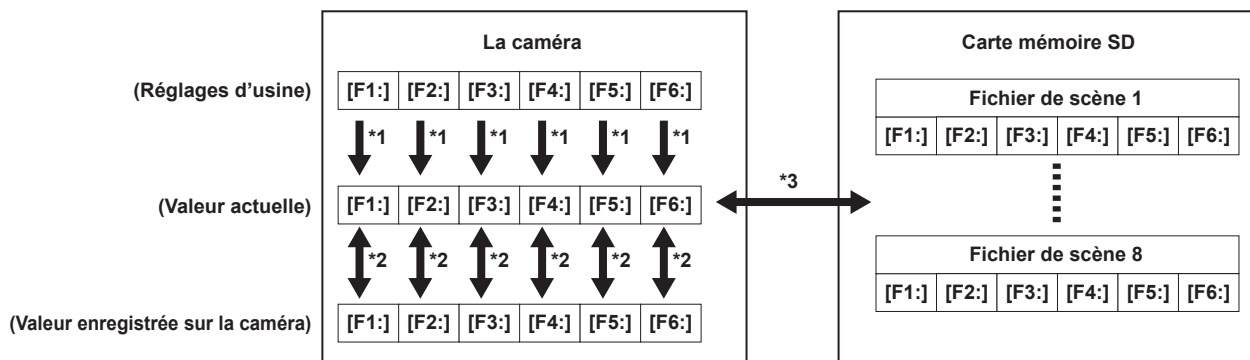 La caméra
Carte mémoire SD
(Réglages d'usine) [F1:] [F2:] [F3:] [F4:] [F5:] [F6:]
*1 *1 *1 *1 *1 *1
(Valeur actuelle) [F1:] [F2:] [F3:] [F4:] [F5:] [F6:]
*2 *2 *2 *2 *2 *2
(Valeur enregistrée sur la caméra) [F1:] [F2:] [F3:] [F4:] [F5:] [F6:]
*3
Fichier de scène 1
[F1:] [F2:] [F3:] [F4:] [F5:] [F6:]
Fichier de scène 8
[F1:] [F2:] [F3:] [F4:] [F5:] [F6:]